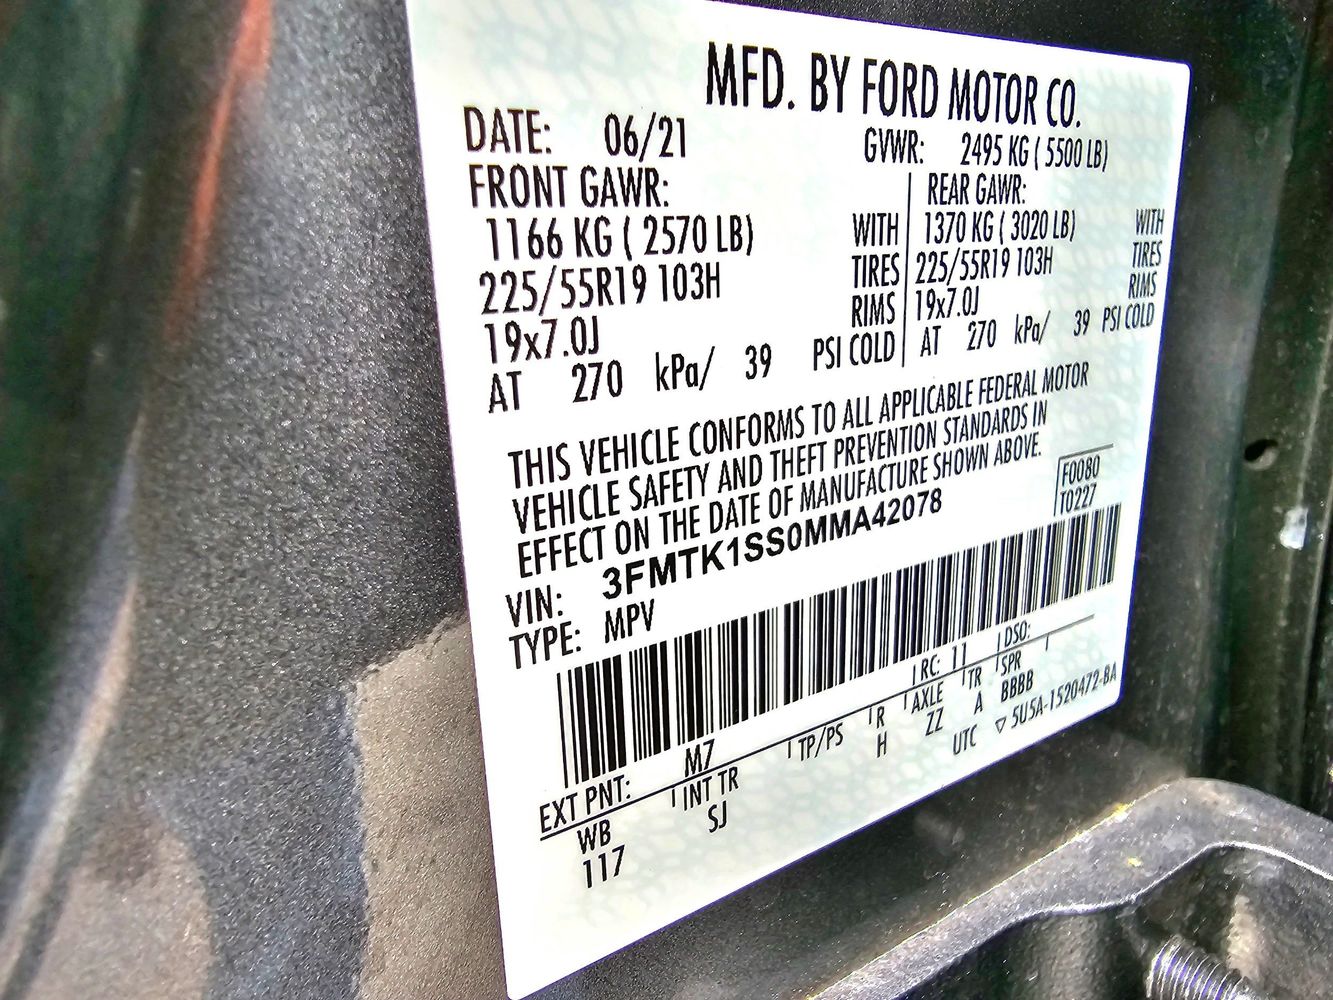 MFD. BY FORD MOTOR CO.
DATE: 06/21 GVWR: 2495 KG ( 5500 LB)
FRONT GAWR: REAR GAWR:
1166 KG ( 2570 LB) WITH 1370 KG ( 3020 LB) WITH
225/55R19 103H TIRES 225/55R19 103H TIRES
19x7.0J RIMS 19x7.0J RIMS
AT 270 kPa/ 39 PSI COLD AT 270 kPa/ 39 PSI COLD
THIS VEHICLE CONFORMS TO ALL APPLICABLE FEDERAL MOTOR
VEHICLE SAFETY AND THEFT PREVENTION STANDARDS IN
EFFECT ON THE DATE OF MANUFACTURE SHOWN ABOVE.
F0080
T0227
VIN: 3FMTK1SS0MMA42078
TYPE: MPV
EXT PNT: M7 RC: 11 DSO:
WB INT TR TP/PS R AXLE TR SPR
117 SJ H ZZ A BBBB
UTC ▽ 5U5A-1520472-BA